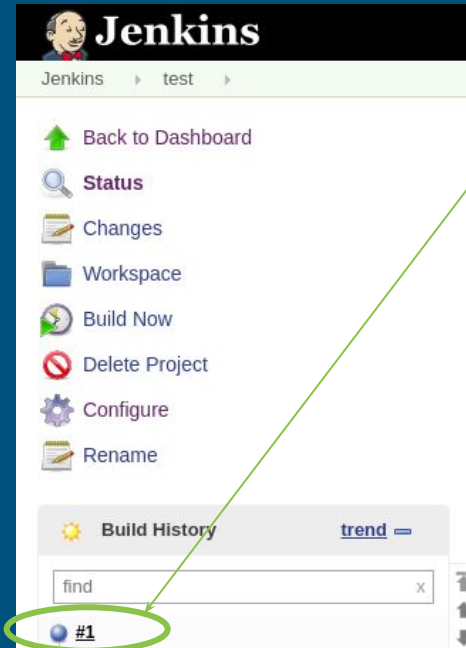 Jenkins
Jenkins test
Back to Dashboard
Status
Changes
Workspace
Build Now
Delete Project
Configure
Rename
Build History trend
find x
#1